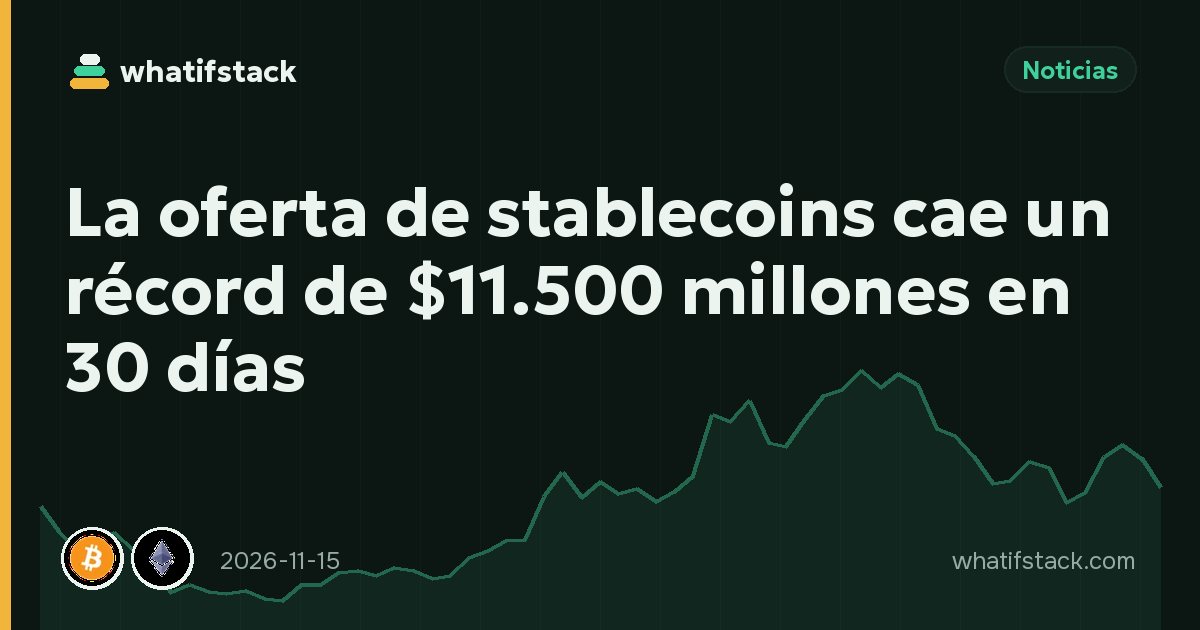 whatifstack
Noticias
La oferta de stablecoins cae un
récord de $11.500 millones en
30 días
2026-11-15
whatifstack.com